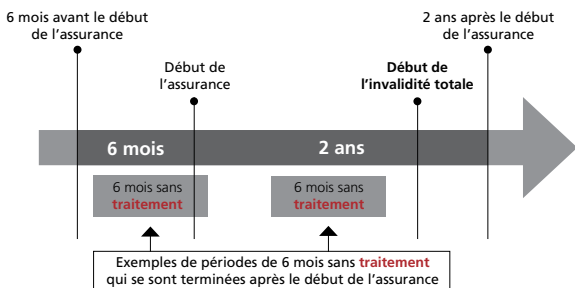 6 mois avant le début
de l'assurance
2 ans après le début
de l'assurance
Début de
l'assurance
Début de
l'invalidité totale
6 mois
2 ans
6 mois sans
traitement
6 mois sans
traitement
Exemples de périodes de 6 mois sans traitement
qui se sont terminées après le début de l'assurance